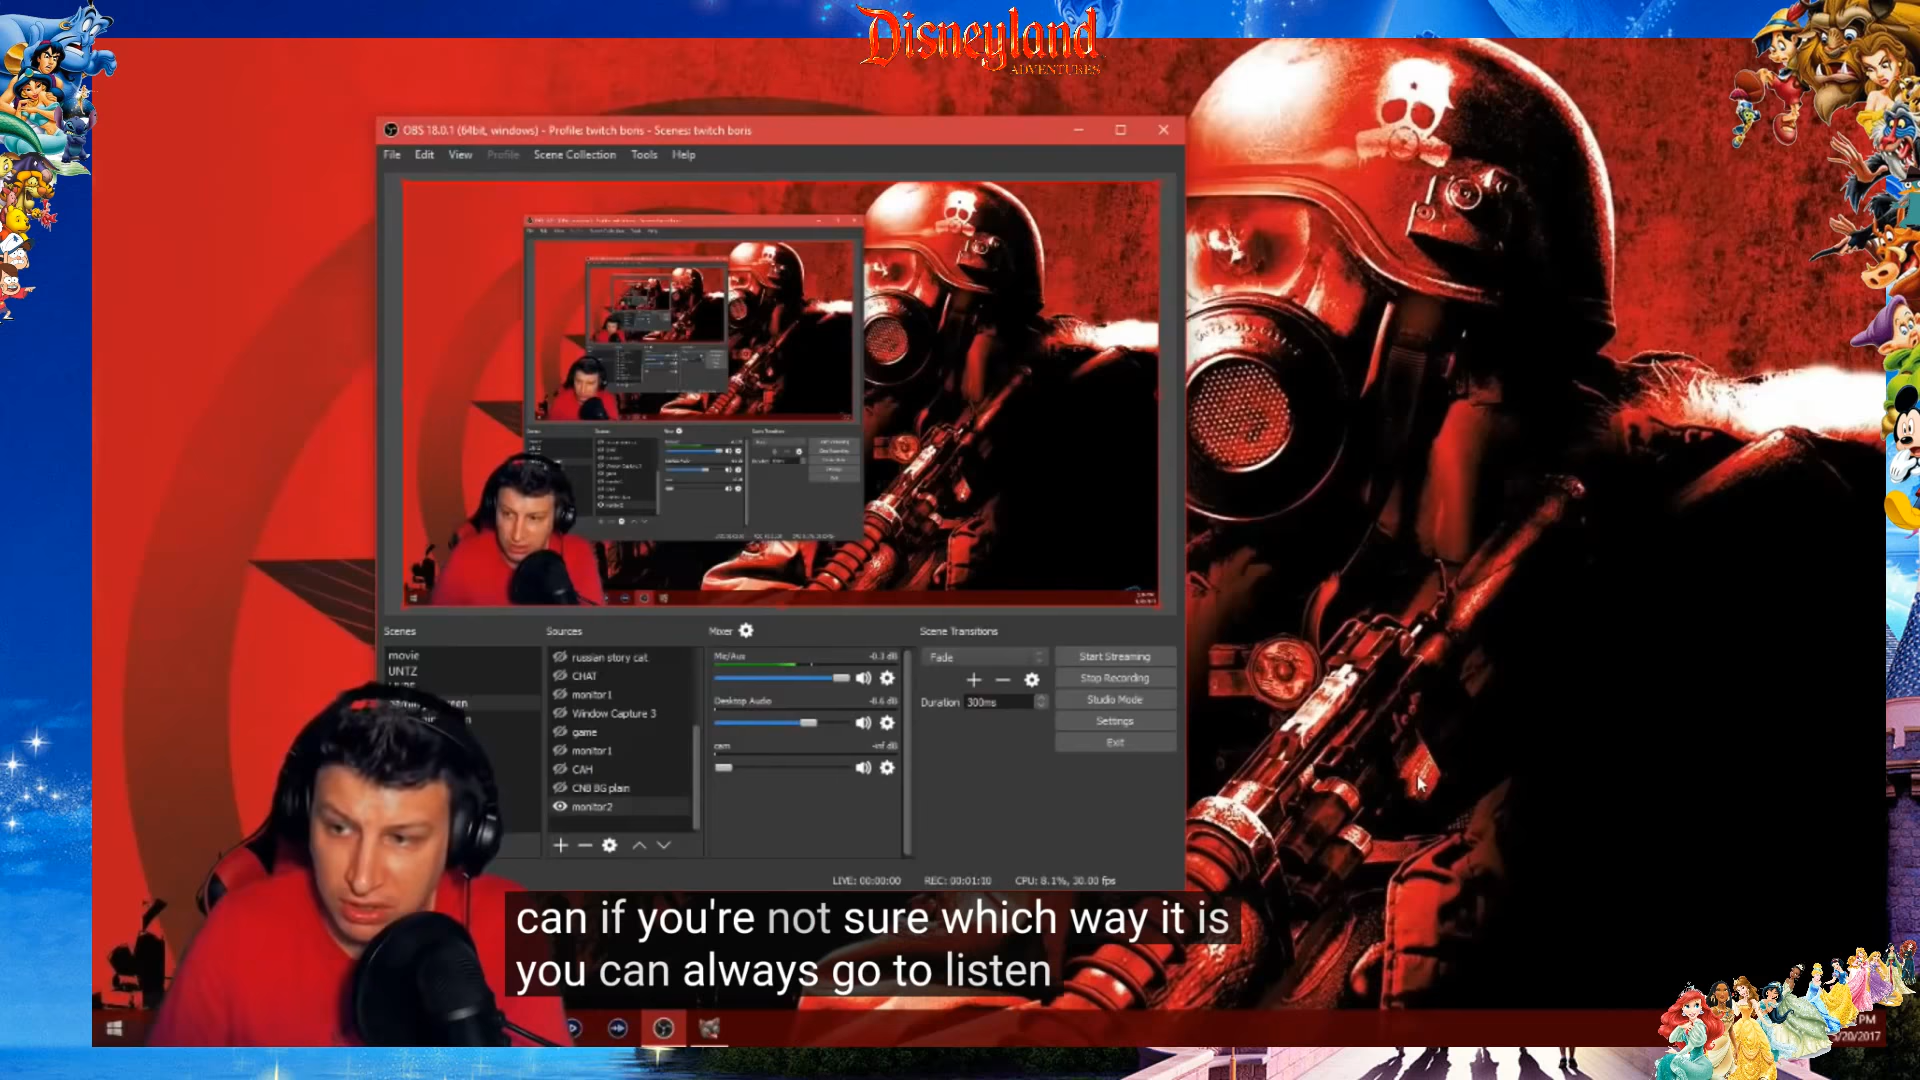 Disneyland
ADVENTURES
OBS 18.0.1 (64bit, windows) - Profile: twitch boris - Scenes: twitch boris
File Edit View Profile Scene Collection Tools Help
Scenes
Sources
Mixer
Scene Transitions
movie
UNTZ
russian story cat
CHAT
monitor1
Window Capture 3
game
monitor1
CAH
CNB BG plain
monitor2
Mic/Aux -0.3 dB
Desktop Audio -8.6 dB
cam -inf dB
Fade
Duration 300ms
Start Streaming
Stop Recording
Studio Mode
Settings
Exit
LIVE: 00:00:00 REC: 00:01:10 CPU: 8.1%, 30.00 fps
can if you're not sure which way it is
you can always go to listen
PM
/20/2017